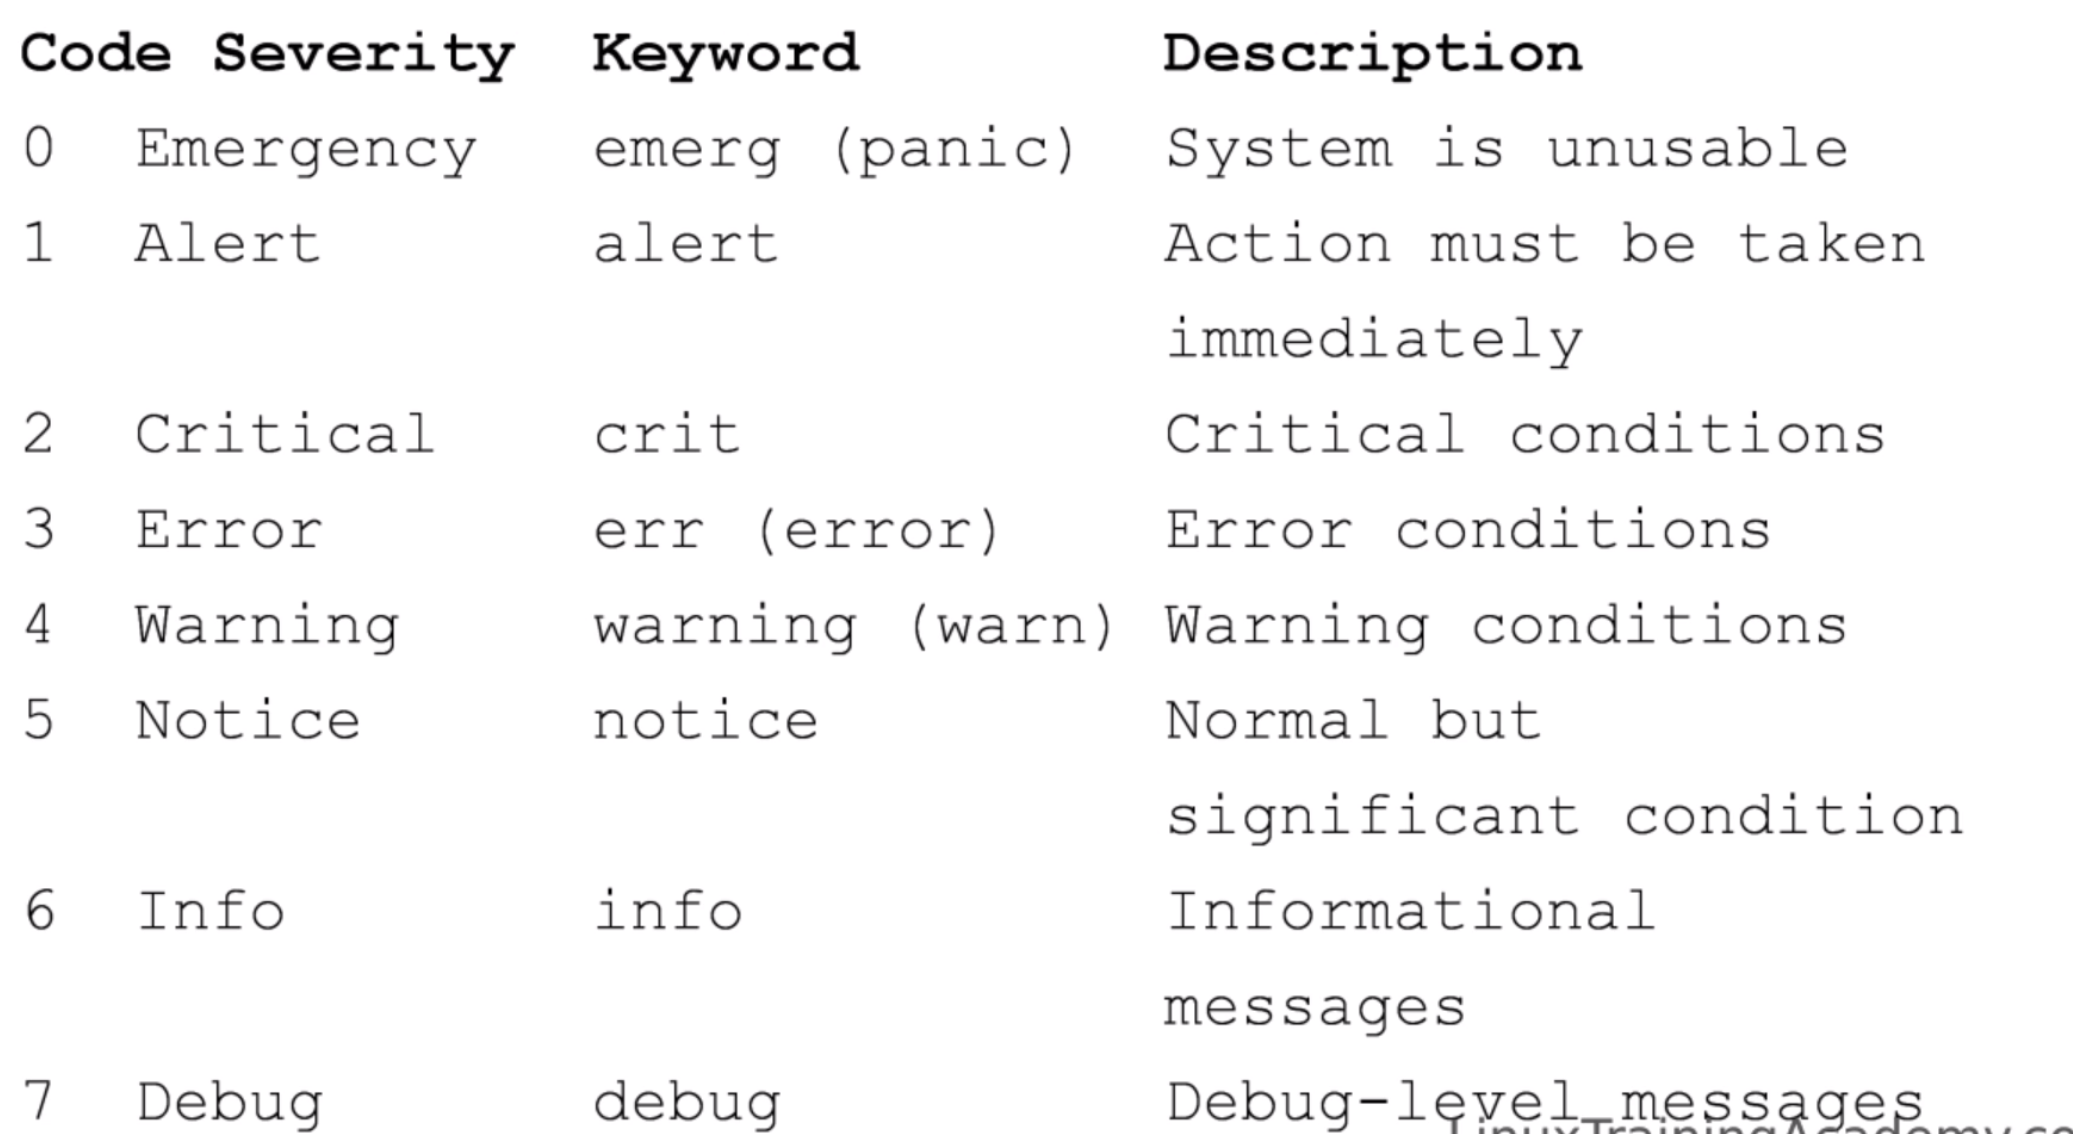 Code Severity Keyword Description
0 Emergency emerg (panic) System is unusable
1 Alert alert Action must be taken
immediately
2 Critical crit Critical conditions
3 Error err (error) Error conditions
4 Warning warning (warn) Warning conditions
5 Notice notice Normal but
significant condition
6 Info info Informational
messages
7 Debug debug Debug-level messages